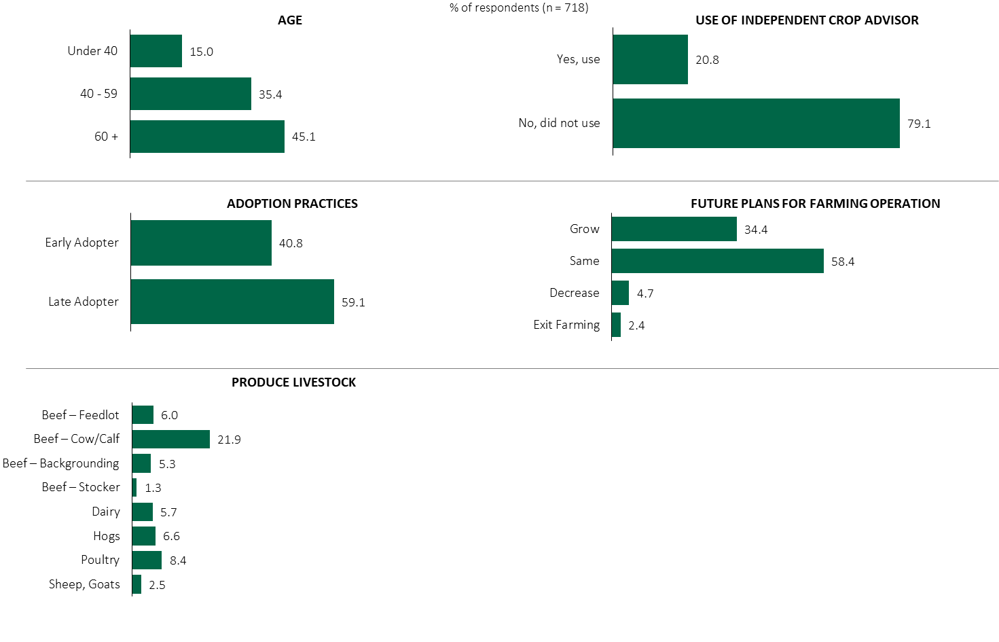 % of respondents (n = 718)
AGE
Under 40 15.0
40 - 59 35.4
60 + 45.1
USE OF INDEPENDENT CROP ADVISOR
Yes, use 20.8
No, did not use 79.1
ADOPTION PRACTICES
Early Adopter 40.8
Late Adopter 59.1
FUTURE PLANS FOR FARMING OPERATION
Grow 34.4
Same 58.4
Decrease 4.7
Exit Farming 2.4
PRODUCE LIVESTOCK
Beef – Feedlot 6.0
Beef – Cow/Calf 21.9
Beef – Backgrounding 5.3
Beef – Stocker 1.3
Dairy 5.7
Hogs 6.6
Poultry 8.4
Sheep, Goats 2.5